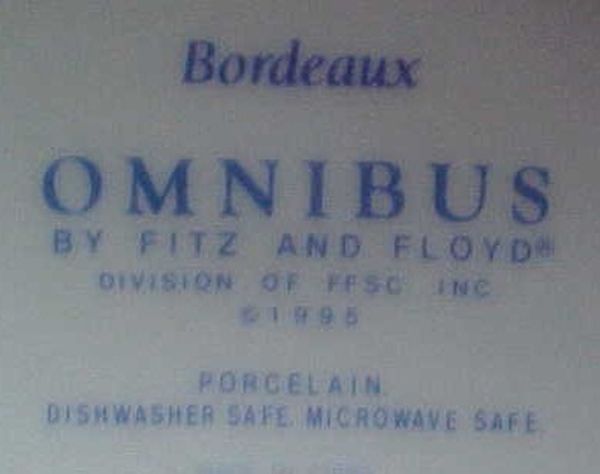 Bordeaux
OMNIBUS
BY FITZ AND FLOYD®
DIVISION OF FFSC INC
©1995
PORCELAIN.
DISHWASHER SAFE. MICROWAVE SAFE.